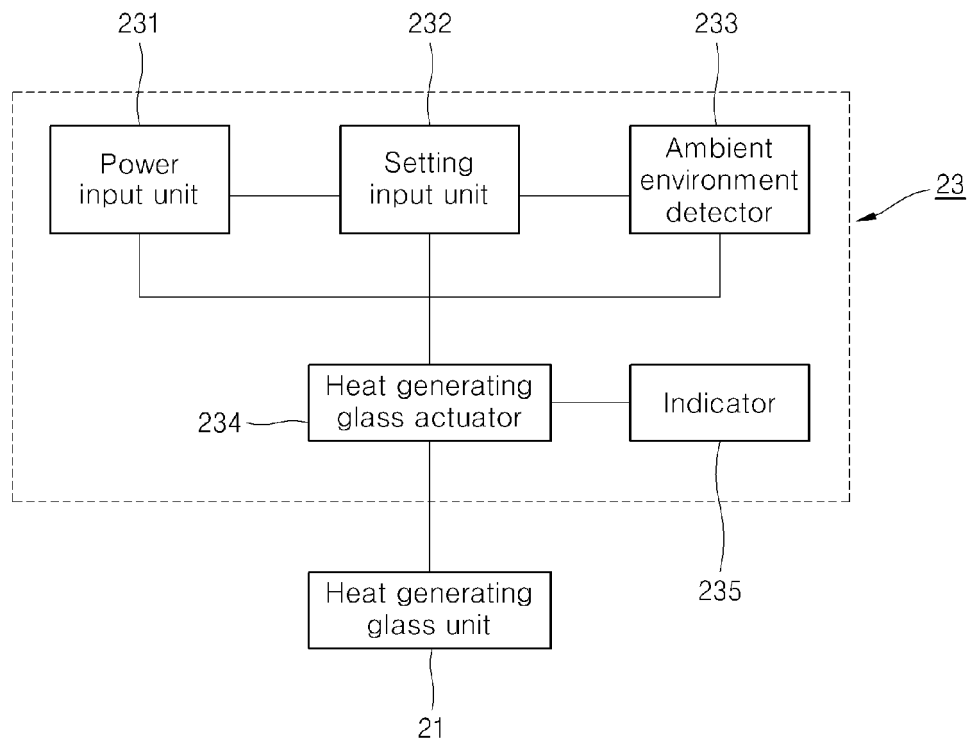 231
232
233
Power
input unit
Setting
input unit
Ambient
environment
detector
23
Heat generating
glass actuator
Indicator
234
235
Heat generating
glass unit
21